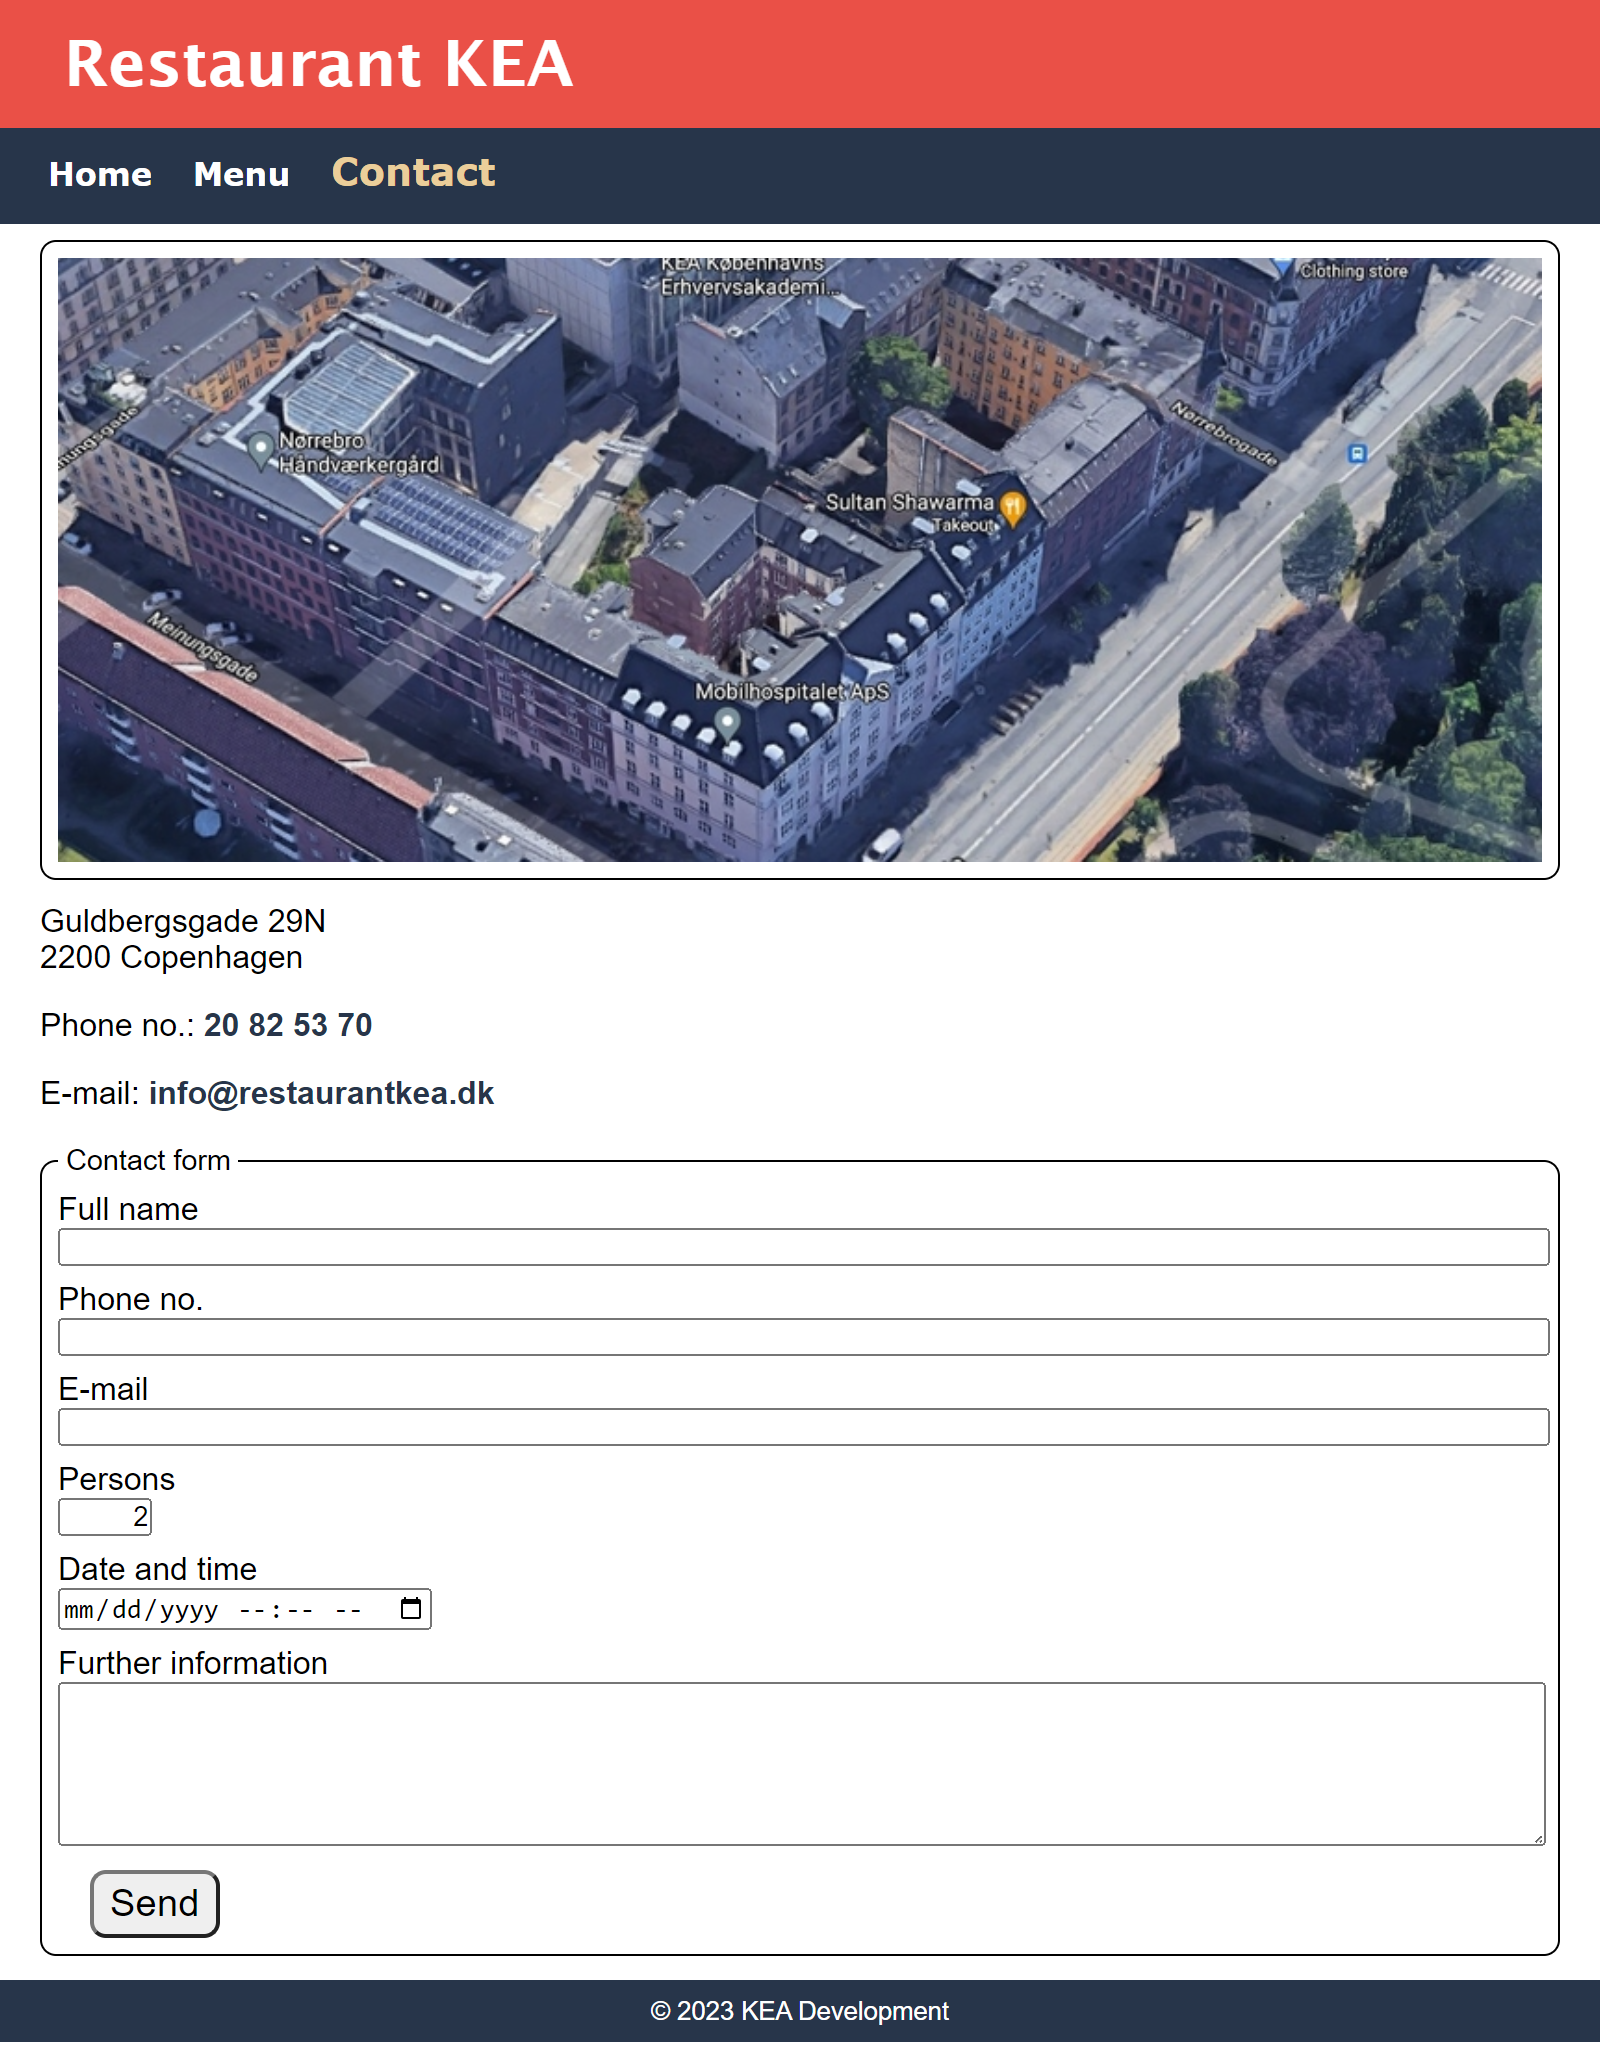 Restaurant KEA
Home Menu Contact
KEA Københavns
Erhvervsakademi...
Clothing store
Nørrebrogade
Nørrebro
Håndværkergård
Sultan Shawarma
Takeout
Meinungsgade
Mobilhospitalet ApS
Guldbergsgade 29N
2200 Copenhagen
Phone no.: 20 82 53 70
E-mail: info@restaurantkea.dk
Contact form
Full name
Phone no.
E-mail
Persons
2
Date and time
mm/dd/yyyy --:-- --
Further information
Send
© 2023 KEA Development